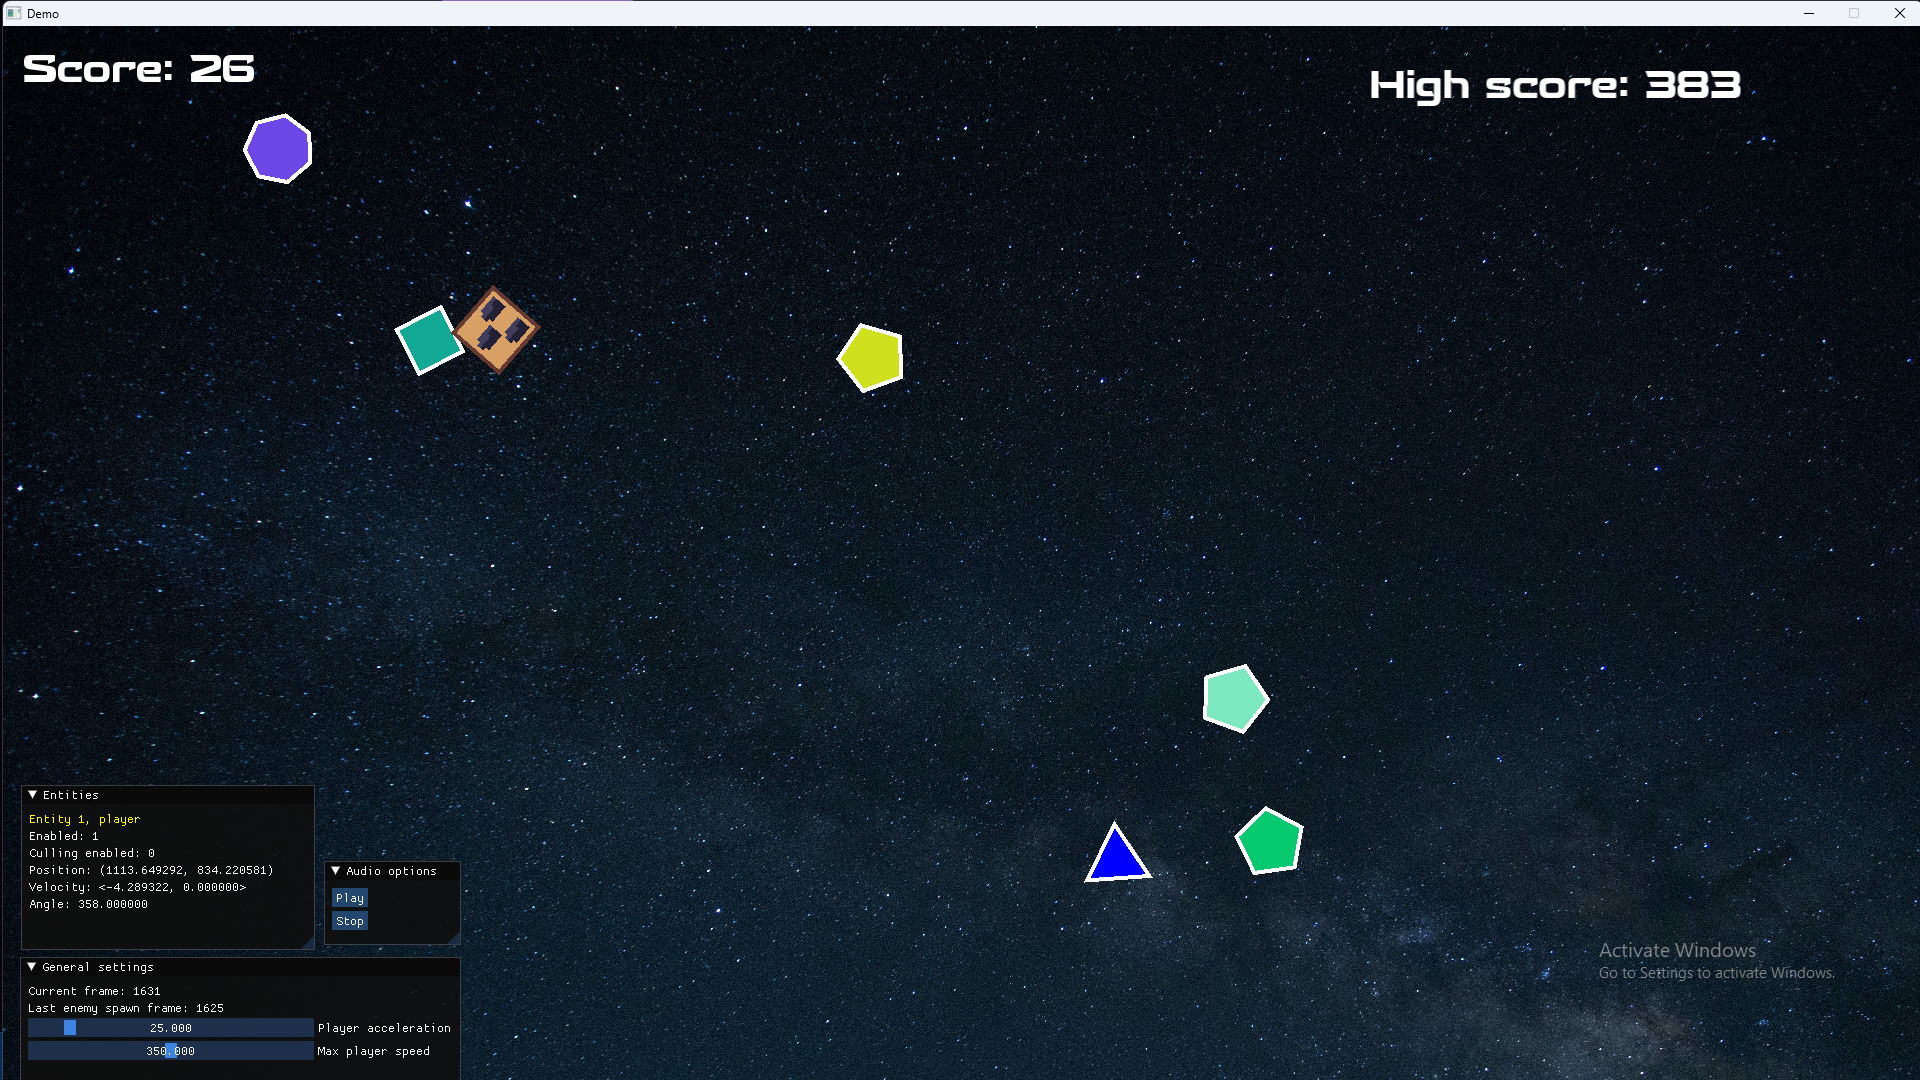 Demo
Score: 26
High score: 383
Entities
Entity 1, player
Enabled: 1
Culling enabled: 0
Position: (1113.649292, 834.220581)
Velocity: <-4.289322, 0.000000>
Angle: 358.000000
Audio options
Play
Stop
General settings
Current frame: 1631
Last enemy spawn frame: 1625
25.000 Player acceleration
350.000 Max player speed
Activate Windows
Go to Settings to activate Windows.